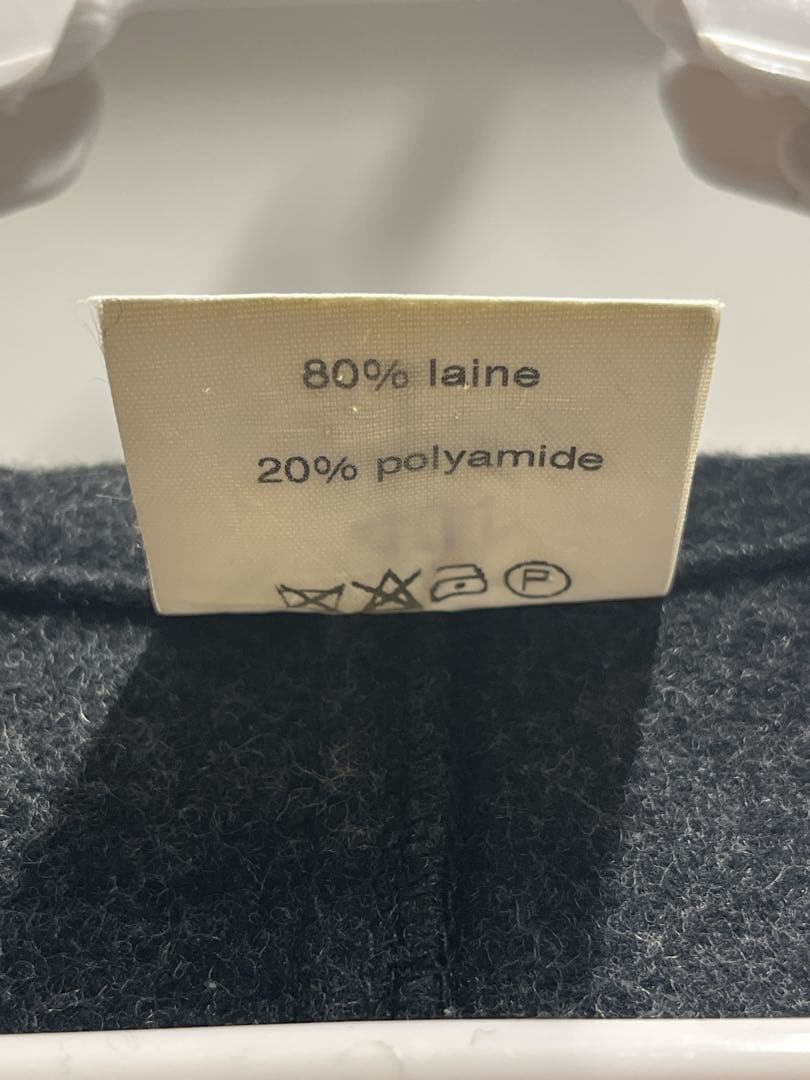 80% laine
20% polyamide
P